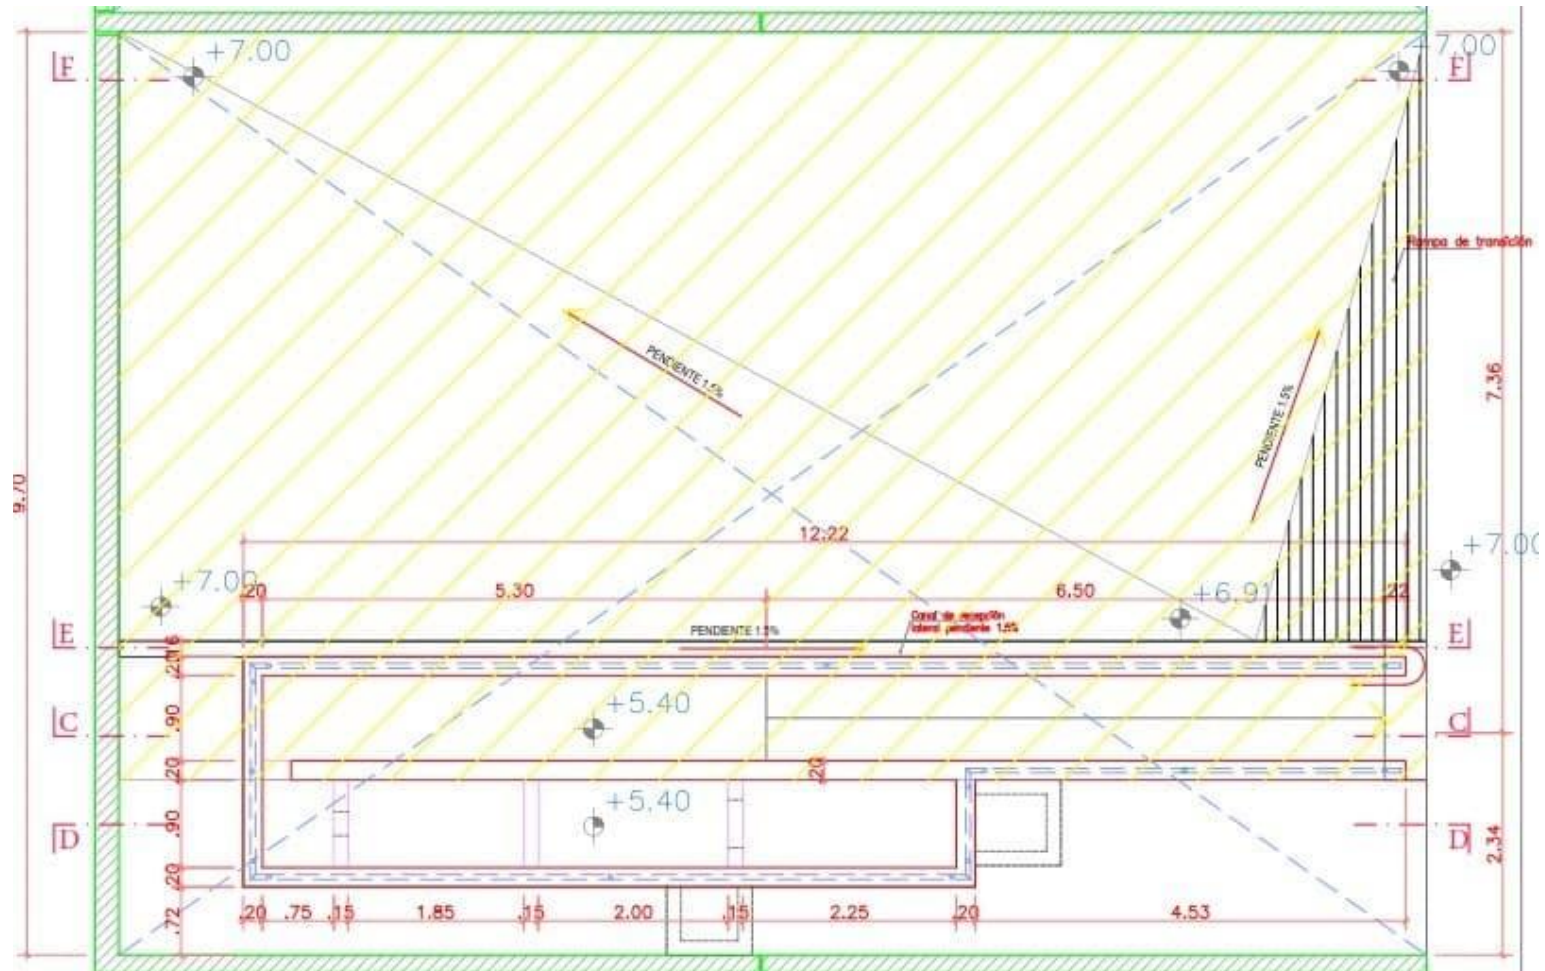 +7.00
+7.00
F
F
Rampa de transición
PENDIENTE 1.5%
PENDIENTE 1.5%
7.36
9.70
12.22
+7.00
+7.00
.20
5.30
6.50
.22
+6.91
Canal de recepción
lateral pendiente 1.5%
E
PENDIENTE 1.5%
E
.16
.20
+5.40
C
.90
C
.20
.20
+5.40
D
.90
D
2.34
.20
.72
.20
.75
.15
1.85
.15
2.00
.15
2.25
.20
4.53